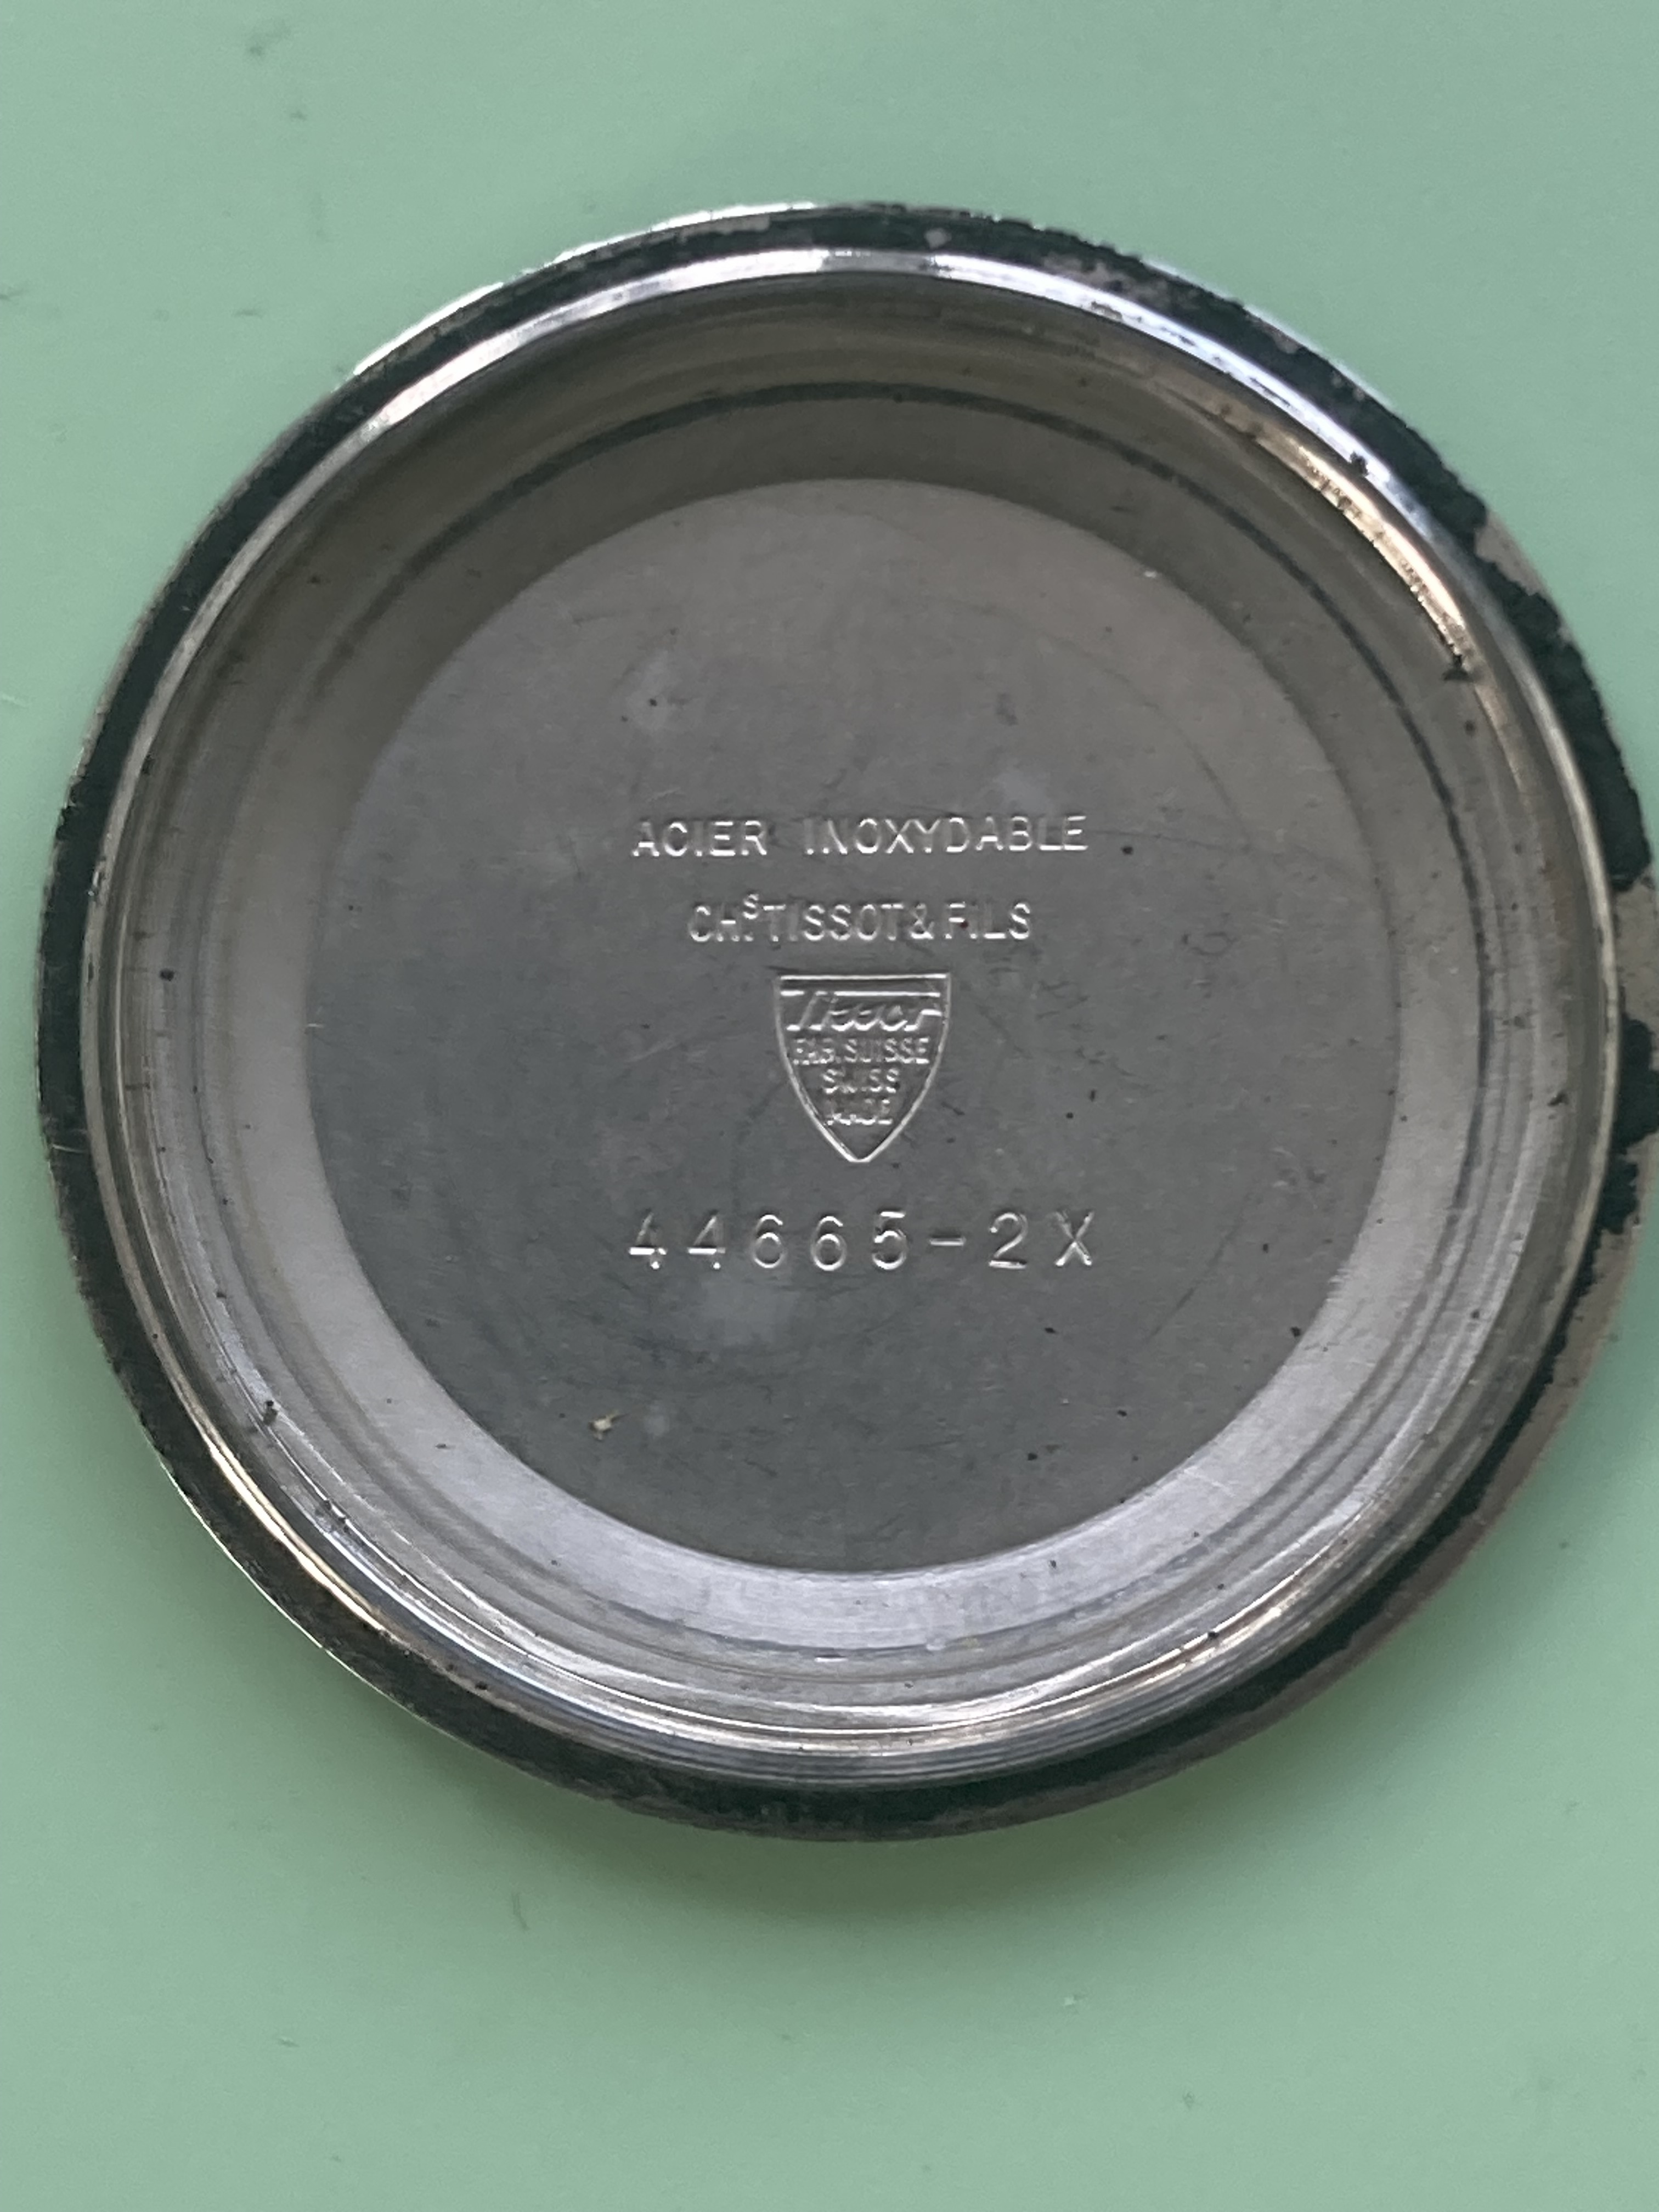 ACIER INOXYDABLE
CHS TISSOT & FILS
Tissot
FAB. SUISSE
SWISS
MADE
44665-2X